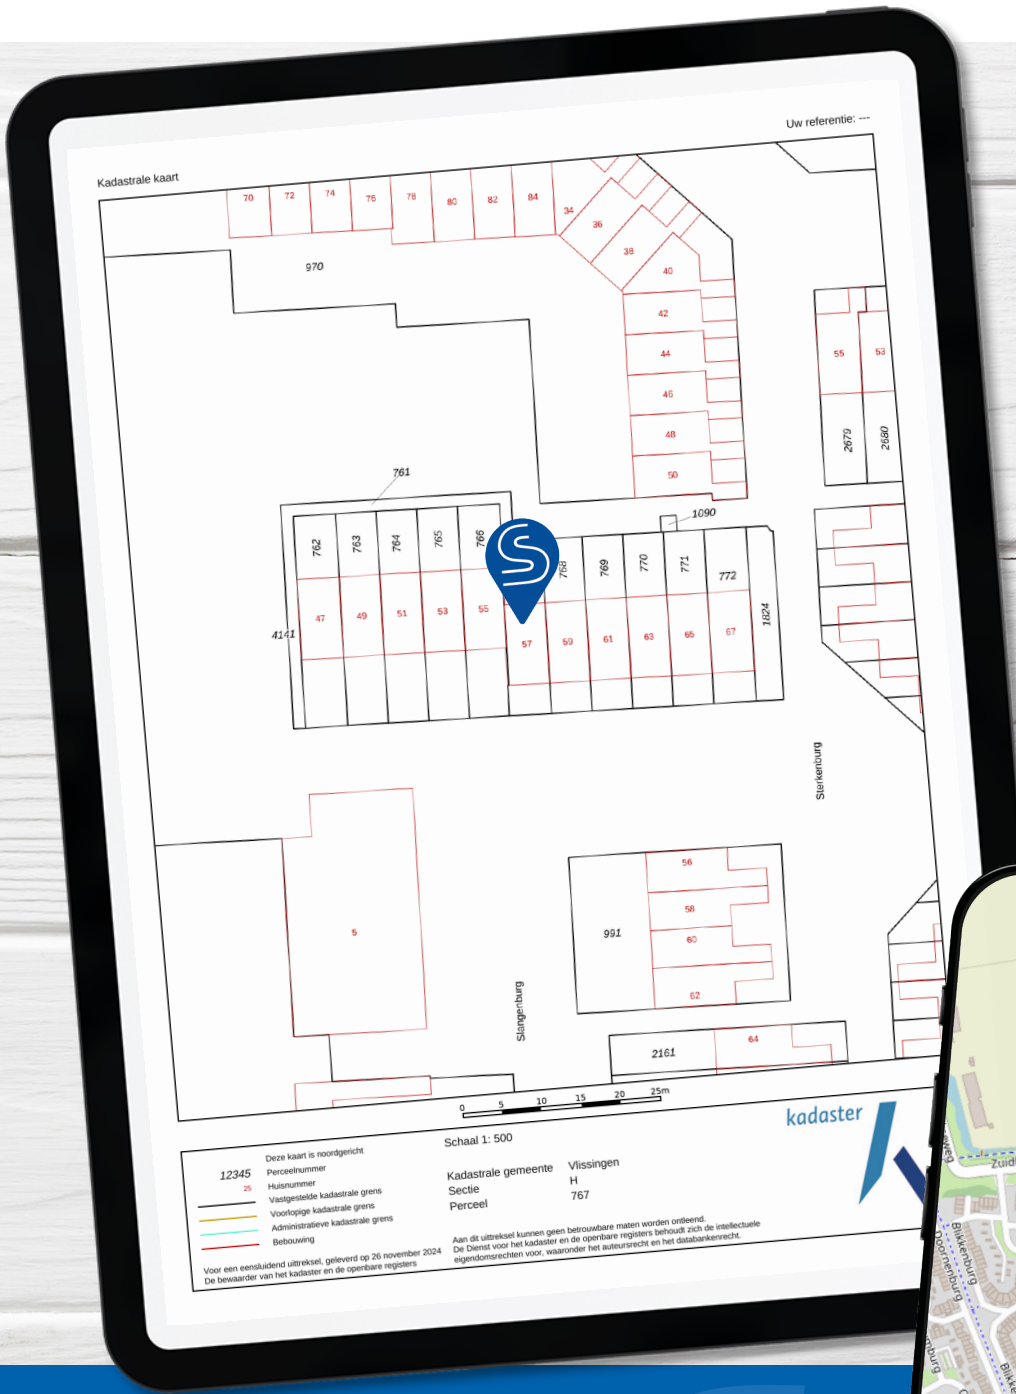 Uw referentie: ---
Kadastrale kaart
70
72
74
76
78
80
82
84
34
36
38
40
42
44
46
48
50
970
55
53
2679
2680
761
1090
762
763
764
765
766
768
769
770
771
772
1824
4141
47
49
51
53
55
57
59
61
63
65
67
Sterkenburg
5
991
56
58
60
62
Slangenburg
2161
64
0 5 10 15 20 25m
Schaal 1: 500
kadaster
Deze kaart is noordgericht
12345 Perceelnummer
25 Huisnummer
Vastgestelde kadastrale grens
Voorlopige kadastrale grens
Administratieve kadastrale grens
Bebouwing
Kadastrale gemeente Vlissingen
Sectie H
Perceel 767
Voor een eensluidend uittreksel, geleverd op 26 november 2024
De bewaarder van het kadaster en de openbare registers
Aan dit uittreksel kunnen geen betrouwbare maten worden ontleend.
De Dienst voor het kadaster en de openbare registers behoudt zich de intellectuele
eigendomsrechten voor, waaronder het auteursrecht en het databankenrecht.
Blikkenburg
Doornenburg